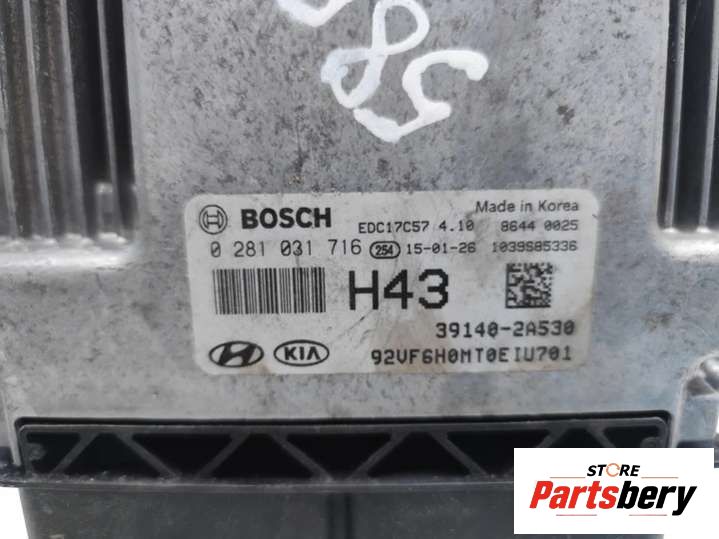 585
Made in Korea
BOSCH EDC17C57 4.10 8644 0025
0 281 031 716 254 15-01-26 1039S85336
H43
39140-2A530
KIA 92VF6H0MT0EIU701
STORE
Partsbery